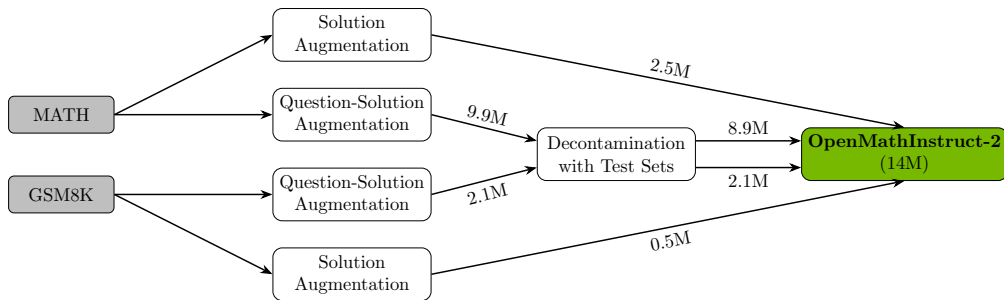 Solution
Augmentation
2.5M
MATH
Question-Solution
Augmentation
9.9M
Decontamination
with Test Sets
8.9M
OpenMathInstruct-2
(14M)
GSM8K
Question-Solution
Augmentation
2.1M
2.1M
Solution
Augmentation
0.5M